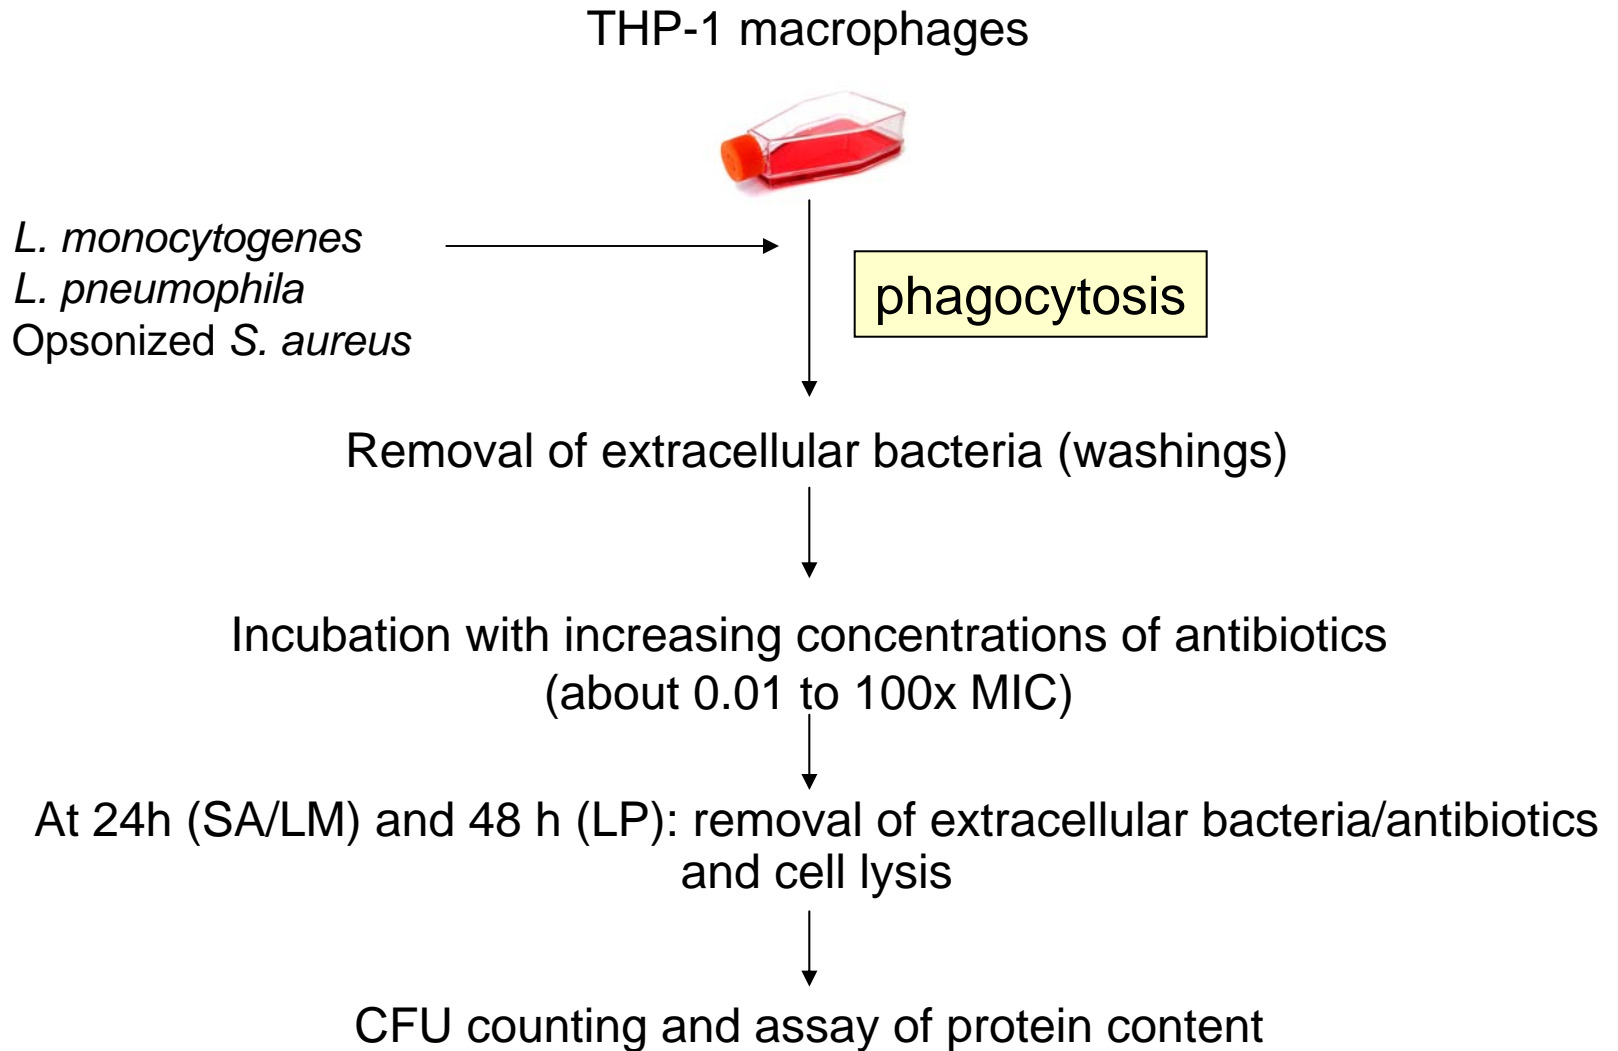 THP-1 macrophages
L. monocytogenes
L. pneumophila
Opsonized S. aureus
phagocytosis
Removal of extracellular bacteria (washings)
Incubation with increasing concentrations of antibiotics
(about 0.01 to 100x MIC)
At 24h (SA/LM) and 48 h (LP): removal of extracellular bacteria/antibiotics
and cell lysis
CFU counting and assay of protein content